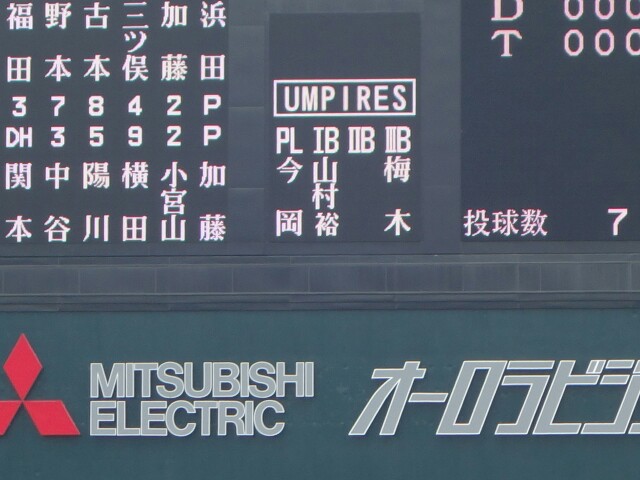 福田 野本 古本 三ツ俣 加藤 浜田
3 7 8 4 2 P
DH 3 5 9 2 P
関本 中谷 陽川 横田 小宮山 加藤
UMPIRES
PL IB ⅡB ⅢB
今岡 山村裕 梅木
D 000
T 000
投球数 7
MITSUBISHI
ELECTRIC
オーロラビジ